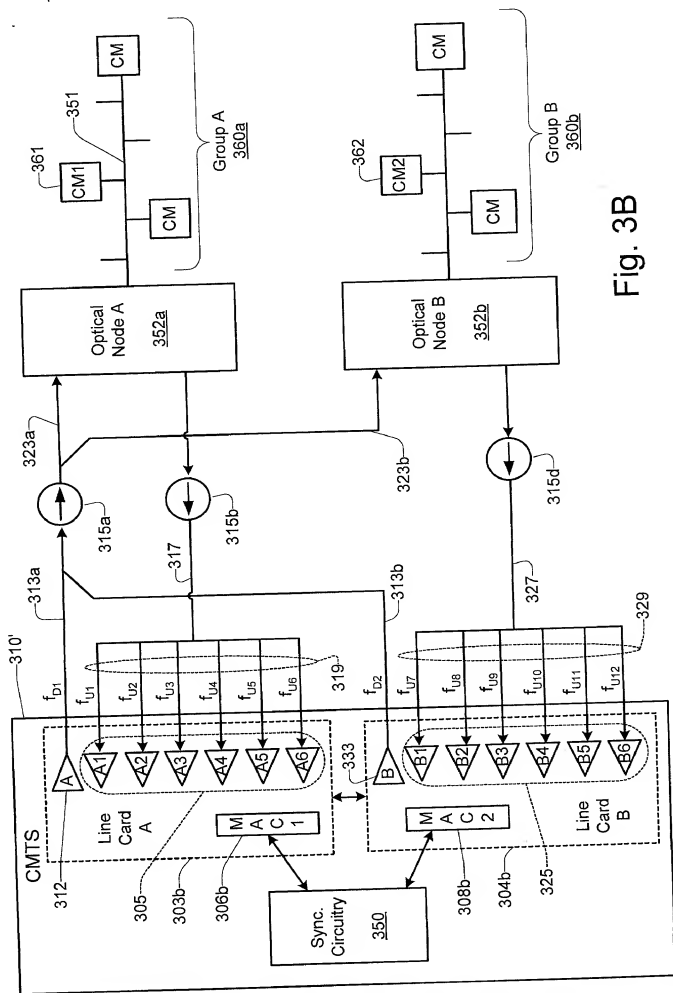 310'
CMTS
312
305
303b
306b
A
Line Card
A
A1
A2
A3
A4
A5
A6
M
A
C
1
Sync.
Circuitry
350
M
A
C
2
308b
304b
325
333
B
B1
B2
B3
B4
B5
B6
Line Card
B
fD1
fU1
fU2
fU3
fU4
fU5
fU6
319
fD2
fU7
fU8
fU9
fU10
fU11
fU12
329
313a
313b
315a
315b
315d
317
327
323a
323b
Optical
Node A
352a
Optical
Node B
352b
361
CM1
351
CM
CM
Group A
360a
362
CM2
CM
CM
Group B
360b
Fig. 3B